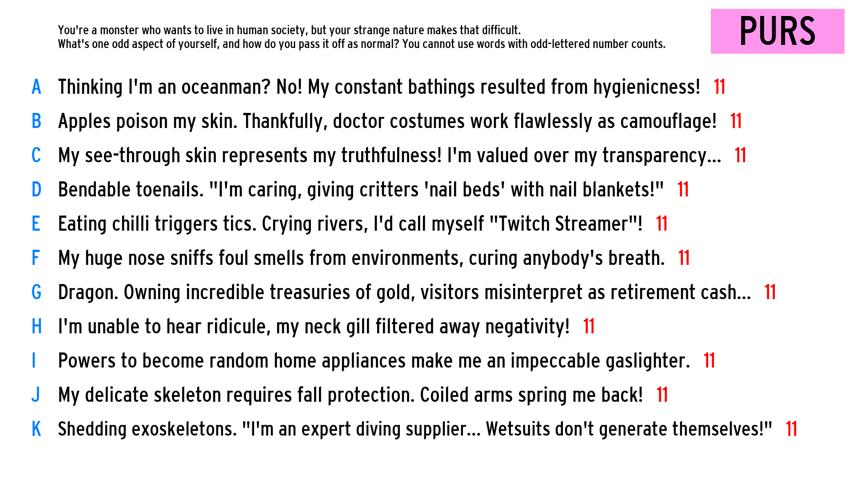 You're a monster who wants to live in human society, but your strange nature makes that difficult.
What's one odd aspect of yourself, and how do you pass it off as normal? You cannot use words with odd-lettered number counts.
PURS
A Thinking I'm an oceanman? No! My constant bathings resulted from hygienicness! 11
B Apples poison my skin. Thankfully, doctor costumes work flawlessly as camouflage! 11
C My see-through skin represents my truthfulness! I'm valued over my transparency... 11
D Bendable toenails. "I'm caring, giving critters 'nail beds' with nail blankets!" 11
E Eating chilli triggers tics. Crying rivers, I'd call myself "Twitch Streamer"! 11
F My huge nose sniffs foul smells from environments, curing anybody's breath. 11
G Dragon. Owning incredible treasuries of gold, visitors misinterpret as retirement cash... 11
H I'm unable to hear ridicule, my neck gill filtered away negativity! 11
I Powers to become random home appliances make me an impeccable gaslighter. 11
J My delicate skeleton requires fall protection. Coiled arms spring me back! 11
K Shedding exoskeletons. "I'm an expert diving supplier... Wetsuits don't generate themselves!" 11